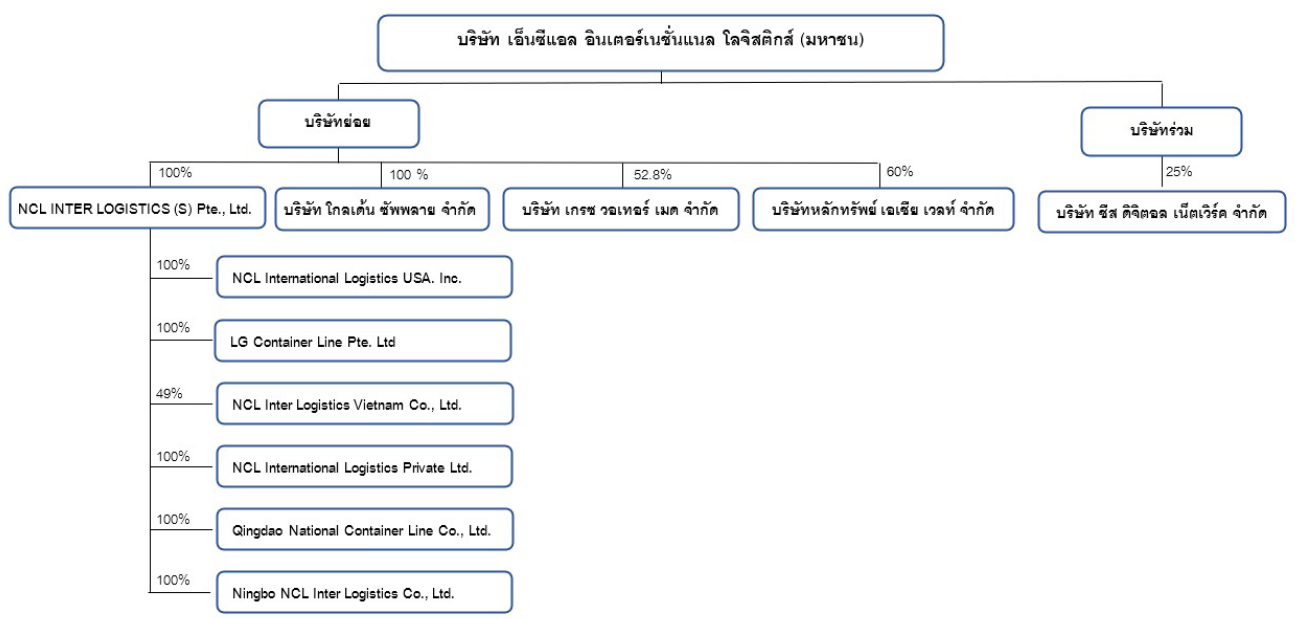 บริษัท เอ็นซีแอล อินเตอร์เนชั่นแนล โลจิสติกส์ (มหาชน)
บริษัทย่อย
บริษัทร่วม
100%
100 %
52.8%
60%
25%
NCL INTER LOGISTICS (S) Pte., Ltd.
บริษัท โกลเด้น ซัพพลาย จำกัด
บริษัท เกรซ วอเทอร์ เมด จำกัด
บริษัทหลักทรัพย์ เอเชีย เวลท์ จำกัด
บริษัท ชีส ดิจิตอล เน็ตเวิร์ค จำกัด
100%
NCL International Logistics USA. Inc.
100%
LG Container Line Pte. Ltd
49%
NCL Inter Logistics Vietnam Co., Ltd.
100%
NCL International Logistics Private Ltd.
100%
Qingdao National Container Line Co., Ltd.
100%
Ningbo NCL Inter Logistics Co., Ltd.